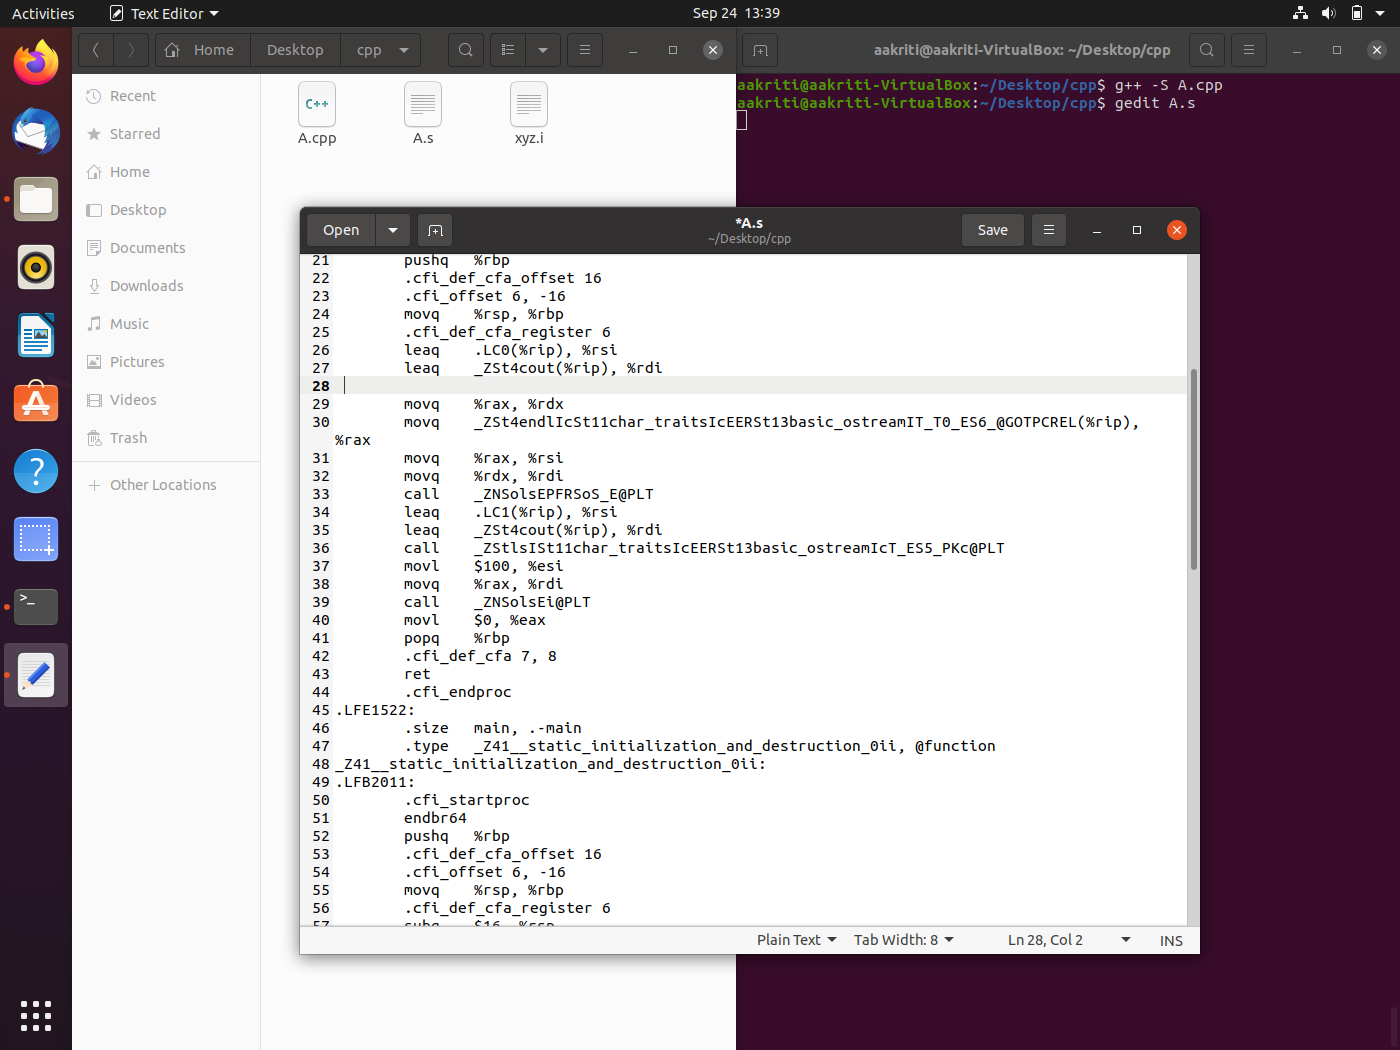 Activities
Text Editor
Sep 24 13:39
Home
Desktop
cpp
aakriti@aakriti-VirtualBox: ~/Desktop/cpp
Recent
Starred
Home
Desktop
Documents
Downloads
Music
Pictures
Videos
Trash
Other Locations
C++
A.cpp
A.s
xyz.i
aakriti@aakriti-VirtualBox:~/Desktop/cpp$ g++ -S A.cpp
aakriti@aakriti-VirtualBox:~/Desktop/cpp$ gedit A.s
Open
*A.s
~/Desktop/cpp
Save
21 pushq %rbp
22 .cfi_def_cfa_offset 16
23 .cfi_offset 6, -16
24 movq %rsp, %rbp
25 .cfi_def_cfa_register 6
26 leaq .LC0(%rip), %rsi
27 leaq _ZSt4cout(%rip), %rdi
28
29 movq %rax, %rdx
30 movq _ZSt4endlIcSt11char_traitsIcEERSt13basic_ostreamIT_T0_ES6_@GOTPCREL(%rip),
%rax
31 movq %rax, %rsi
32 movq %rdx, %rdi
33 call _ZNSolsEPFRSoS_E@PLT
34 leaq .LC1(%rip), %rsi
35 leaq _ZSt4cout(%rip), %rdi
36 call _ZStlsISt11char_traitsIcEERSt13basic_ostreamIcT_ES5_PKc@PLT
37 movl $100, %esi
38 movq %rax, %rdi
39 call _ZNSolsEi@PLT
40 movl $0, %eax
41 popq %rbp
42 .cfi_def_cfa 7, 8
43 ret
44 .cfi_endproc
45 .LFE1522:
46 .size main, .-main
47 .type _Z41__static_initialization_and_destruction_0ii, @function
48 _Z41__static_initialization_and_destruction_0ii:
49 .LFB2011:
50 .cfi_startproc
51 endbr64
52 pushq %rbp
53 .cfi_def_cfa_offset 16
54 .cfi_offset 6, -16
55 movq %rsp, %rbp
56 .cfi_def_cfa_register 6
57 subq $16, %rsp
Plain Text
Tab Width: 8
Ln 28, Col 2
INS